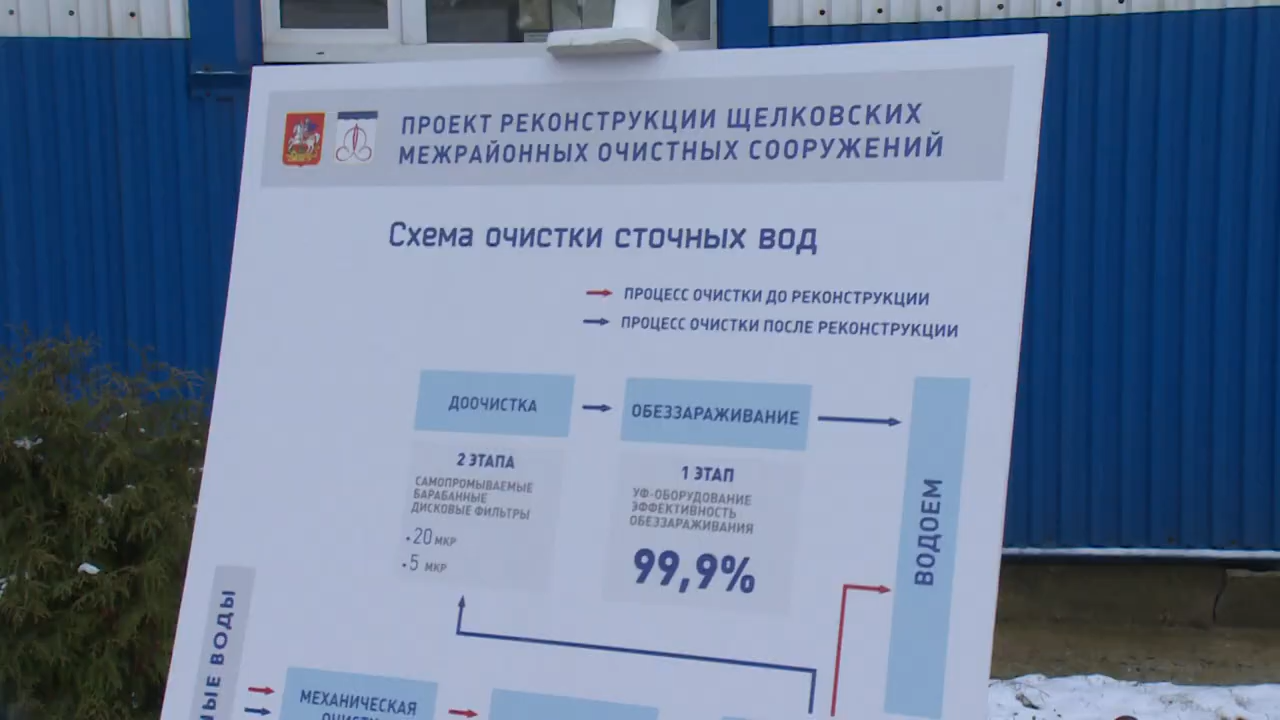 ПРОЕКТ РЕКОНСТРУКЦИИ ЩЕЛКОВСКИХ
МЕЖРАЙОННЫХ ОЧИСТНЫХ СООРУЖЕНИЙ
Схема очистки сточных вод
ПРОЦЕСС ОЧИСТКИ ДО РЕКОНСТРУКЦИИ
ПРОЦЕСС ОЧИСТКИ ПОСЛЕ РЕКОНСТРУКЦИИ
ДООЧИСТКА
ОБЕЗЗАРАЖИВАНИЕ
2 ЭТАПА
САМОПРОМЫВАЕМЫЕ
БАРАБАННЫЕ
ДИСКОВЫЕ ФИЛЬТРЫ
• 20 МКР
• 5 МКР
1 ЭТАП
УФ-ОБОРУДОВАНИЕ
ЭФФЕКТИВНОСТЬ
ОБЕЗЗАРАЖИВАНИЯ
99,9%
ВОДОЕМ
ВОДЫ
МЕХАНИЧЕСКАЯ